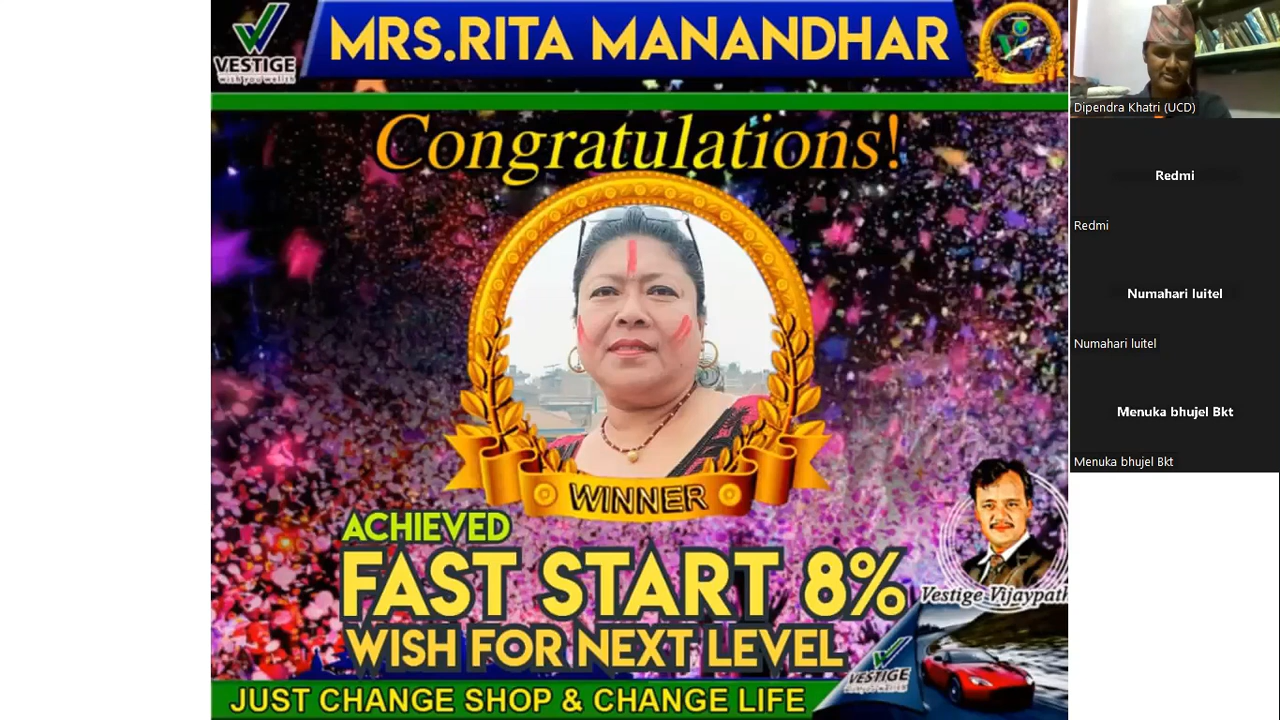 VESTIGE
wish you wellth
MRS.RITA MANANDHAR
Congratulations!
WINNER
ACHIEVED
FAST START 8%
WISH FOR NEXT LEVEL
Vestige Vijaypath
VESTIGE
JUST CHANGE SHOP & CHANGE LIFE
Dipendra Khatri (UCD)
Redmi
Redmi
Numahari luitel
Numahari luitel
Menuka bhujel Bkt
Menuka bhujel Bkt